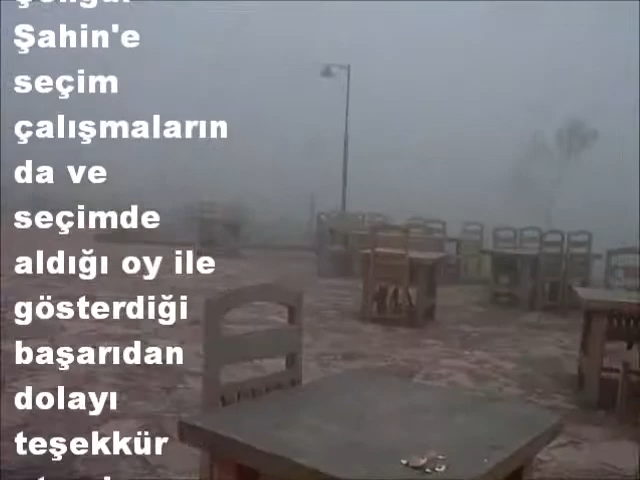 Şahin'e
seçim
çalışmaların
da ve
seçimde
aldığı oy ile
gösterdiği
başarıdan
dolayı
teşekkür